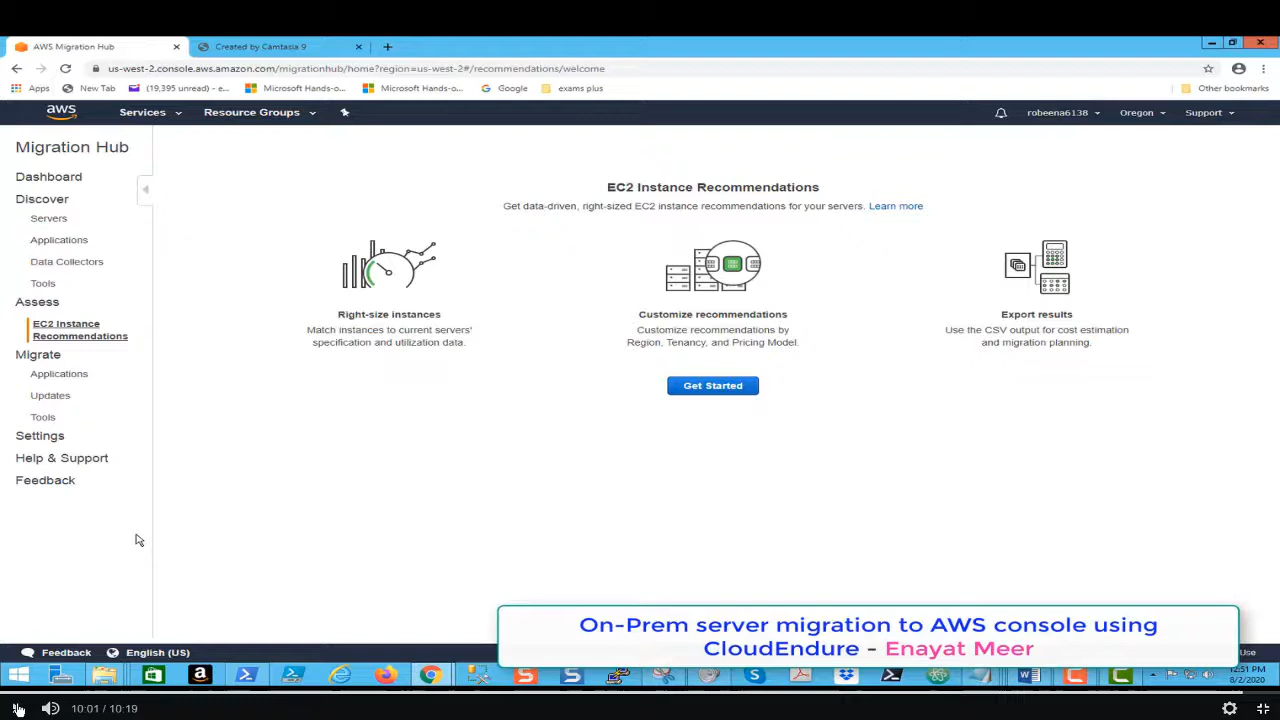 AWS Migration Hub
Created by Camtasia 9
us-west-2.console.aws.amazon.com/migrationhub/home?region=us-west-2#/recommendations/welcome
Apps
New Tab
(19,395 unread) - e...
Microsoft Hands-o...
Microsoft Hands-o...
Google
exams plus
Other bookmarks
aws
Services
Resource Groups
robeena6138
Oregon
Support
Migration Hub
Dashboard
Discover
Servers
Applications
Data Collectors
Tools
Assess
EC2 Instance
Recommendations
Migrate
Applications
Updates
Tools
Settings
Help & Support
Feedback
EC2 Instance Recommendations
Get data-driven, right-sized EC2 instance recommendations for your servers. Learn more
Right-size instances
Match instances to current servers'
specification and utilization data.
Customize recommendations
Customize recommendations by
Region, Tenancy, and Pricing Model.
Export results
Use the CSV output for cost estimation
and migration planning.
Get Started
On-Prem server migration to AWS console using
CloudEndure - Enayat Meer
Feedback
English (US)
Use
12:51 PM
8/2/2020
10:01 / 10:19